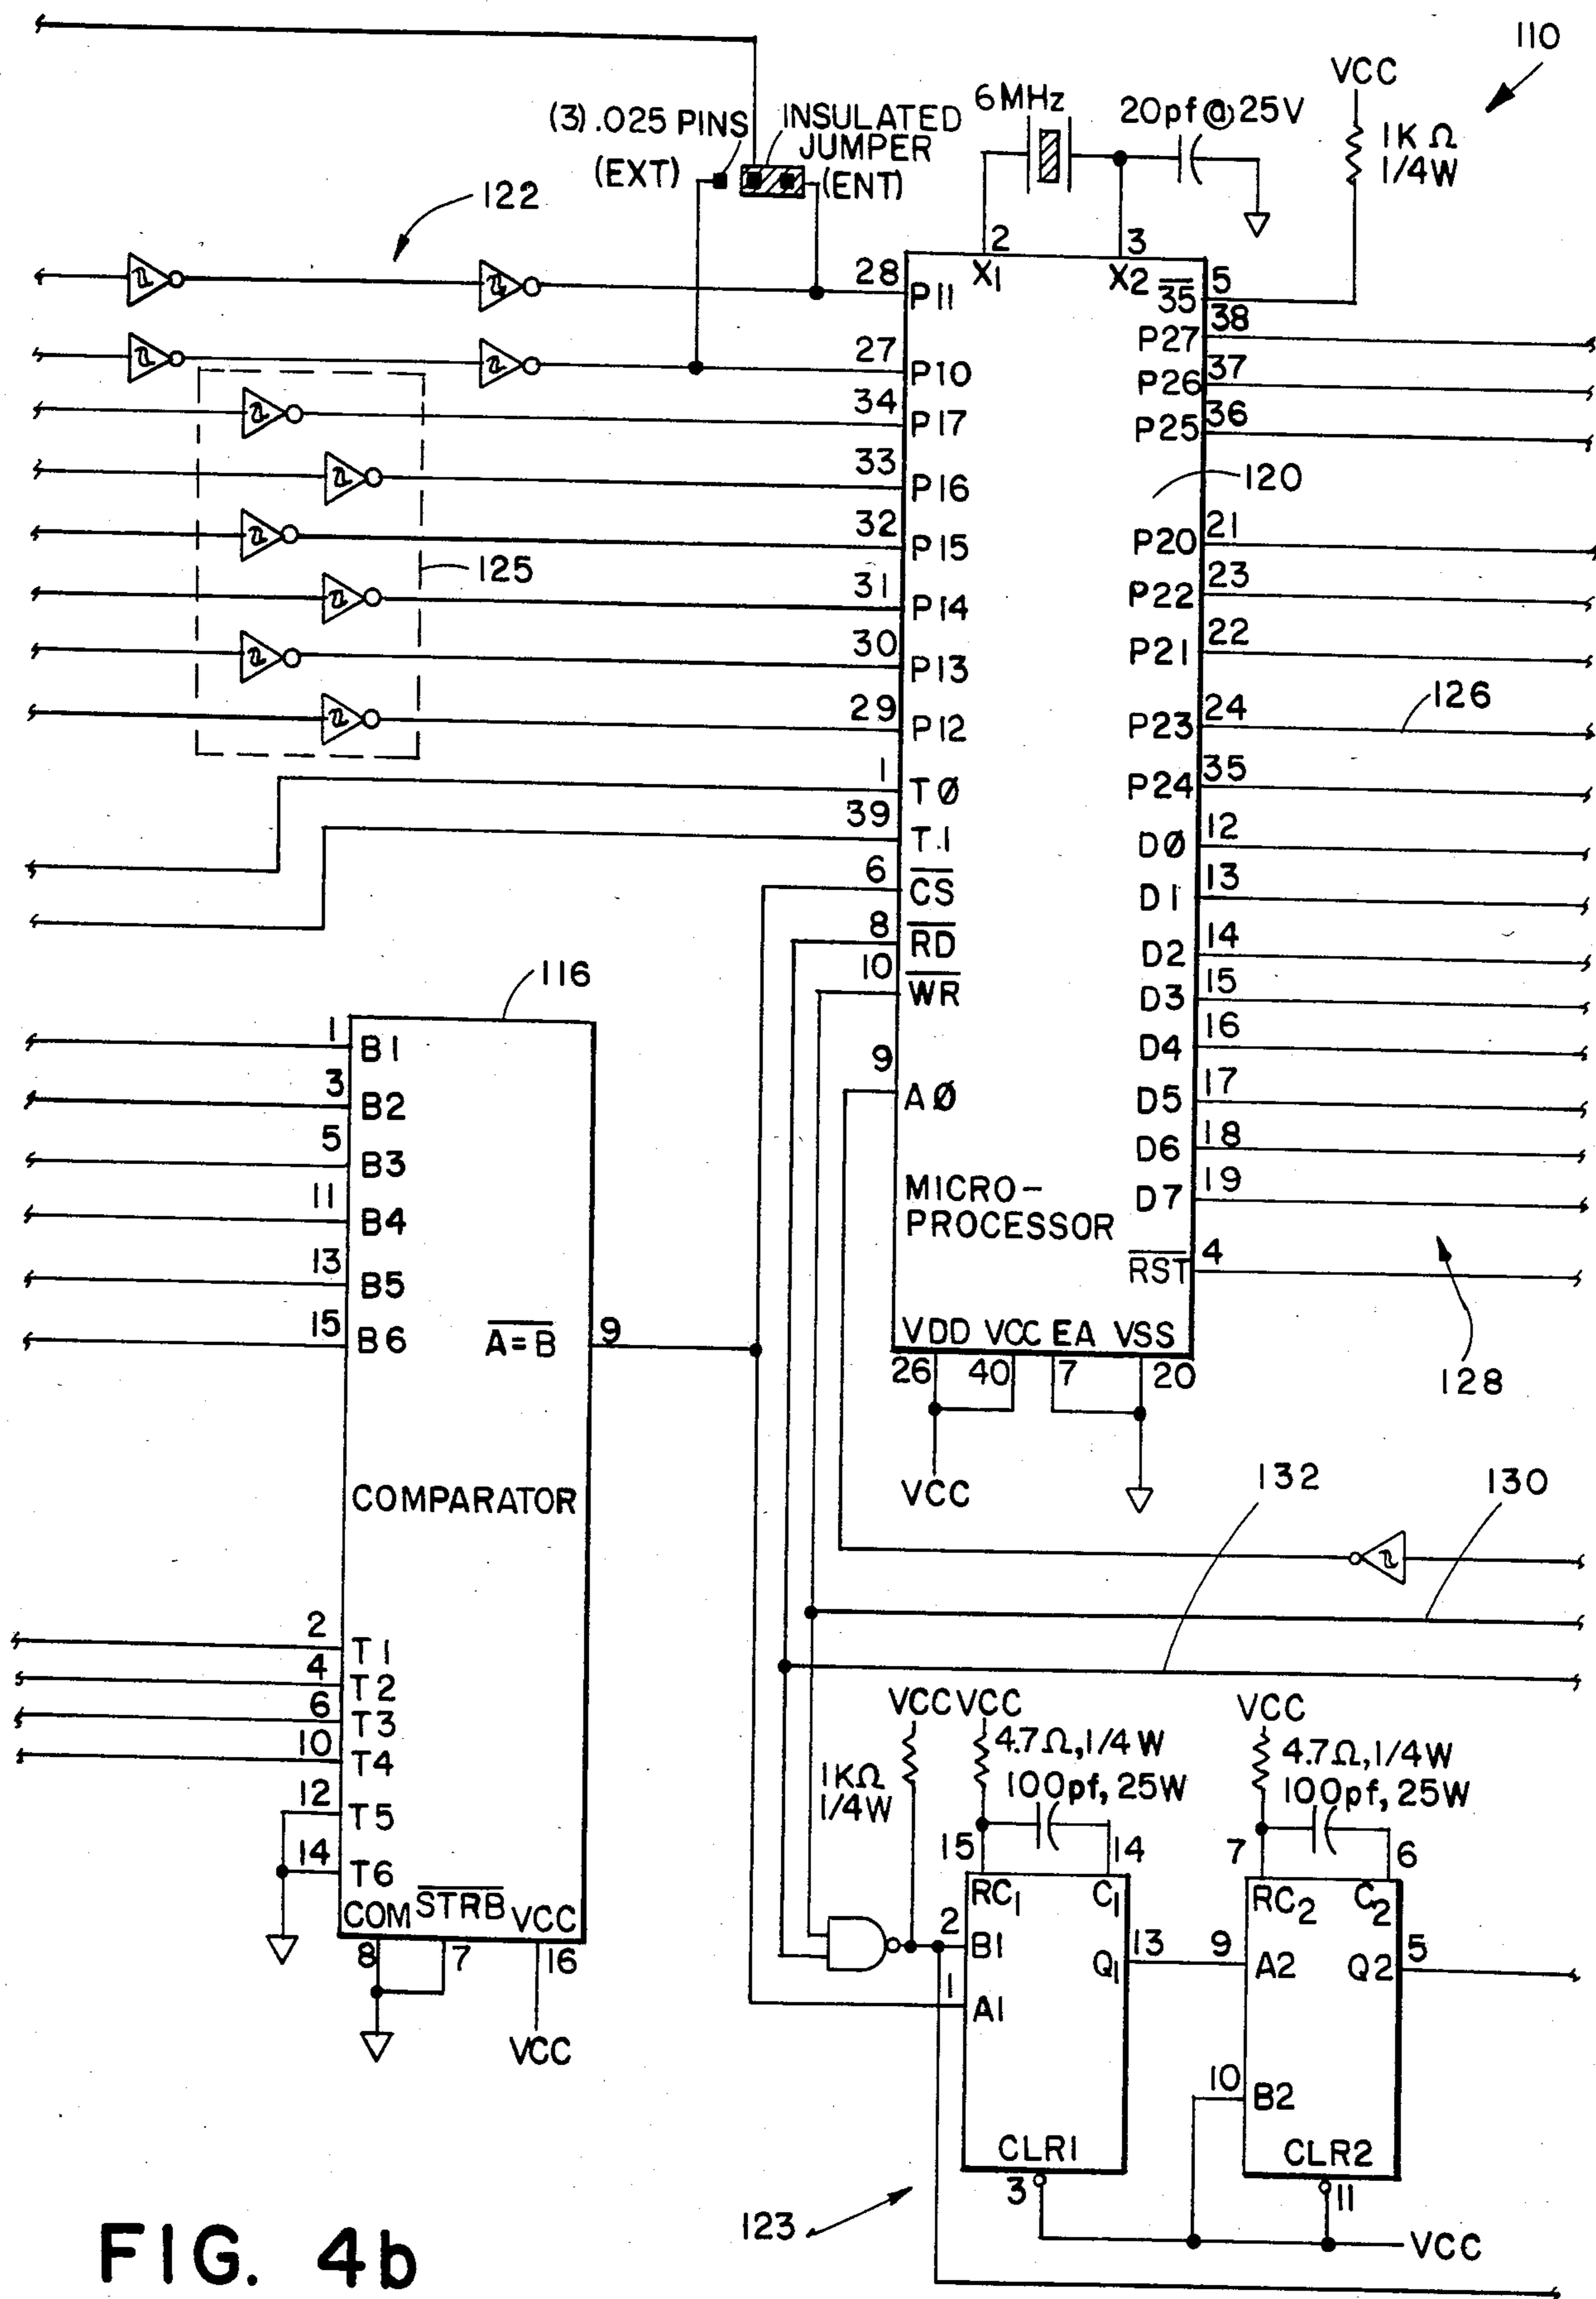 110
VCC
6MHz
20pf@25V
(3).025 PINS
INSULATED
JUMPER
(EXT)
(ENT)
1K Ω
1/4W
122
2
3
X1
X2
28
P11
35
5
27
P10
P27
38
34
P17
P26
37
33
P16
P25
36
120
32
P15
P20
21
125
31
P14
P22
23
30
P13
P21
22
29
P12
P23
24
126
1
TØ
P24
35
39
T.1
DØ
12
6
CS
D1
13
8
RD
D2
14
10
WR
D3
15
D4
16
9
AØ
D5
17
D6
18
D7
19
MICRO-
PROCESSOR
RST
4
VDD
VCC
EA
VSS
26
40
7
20
128
VCC
116
1
B1
3
B2
5
B3
11
B4
13
B5
15
B6
A=B
9
COMPARATOR
132
130
2
T1
4
T2
6
T3
10
T4
12
T5
14
T6
COM
STRB
VCC
8
7
16
VCC
VCC
VCC
VCC
1KΩ
1/4W
4.7Ω,1/4W
100pf, 25W
4.7Ω,1/4W
100pf, 25W
15
14
7
6
RC1
C1
RC2
C2
2
B1
Q1
13
9
A2
Q2
5
1
A1
10
B2
CLR1
CLR2
3
11
123
VCC
FIG. 4b